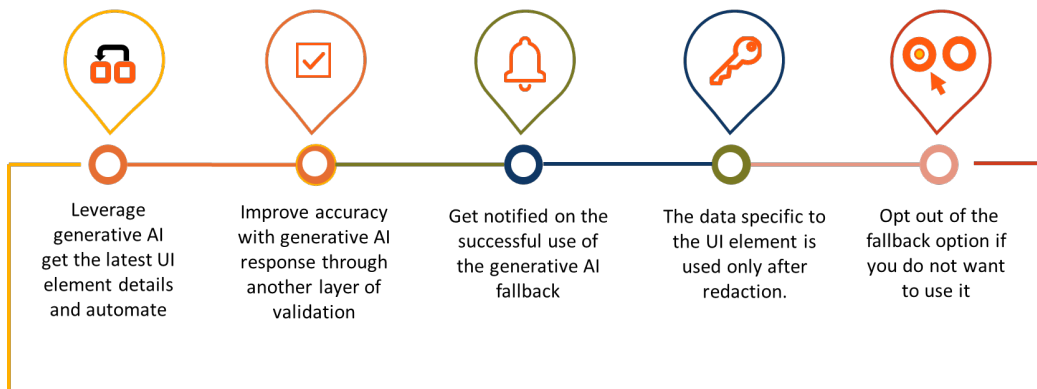 Leverage
generative AI
get the latest UI
element details
and automate
Improve accuracy
with generative AI
response through
another layer of
validation
Get notified on the
successful use of
the generative AI
fallback
The data specific to
the UI element is
used only after
redaction.
Opt out of the
fallback option if
you do not want
to use it